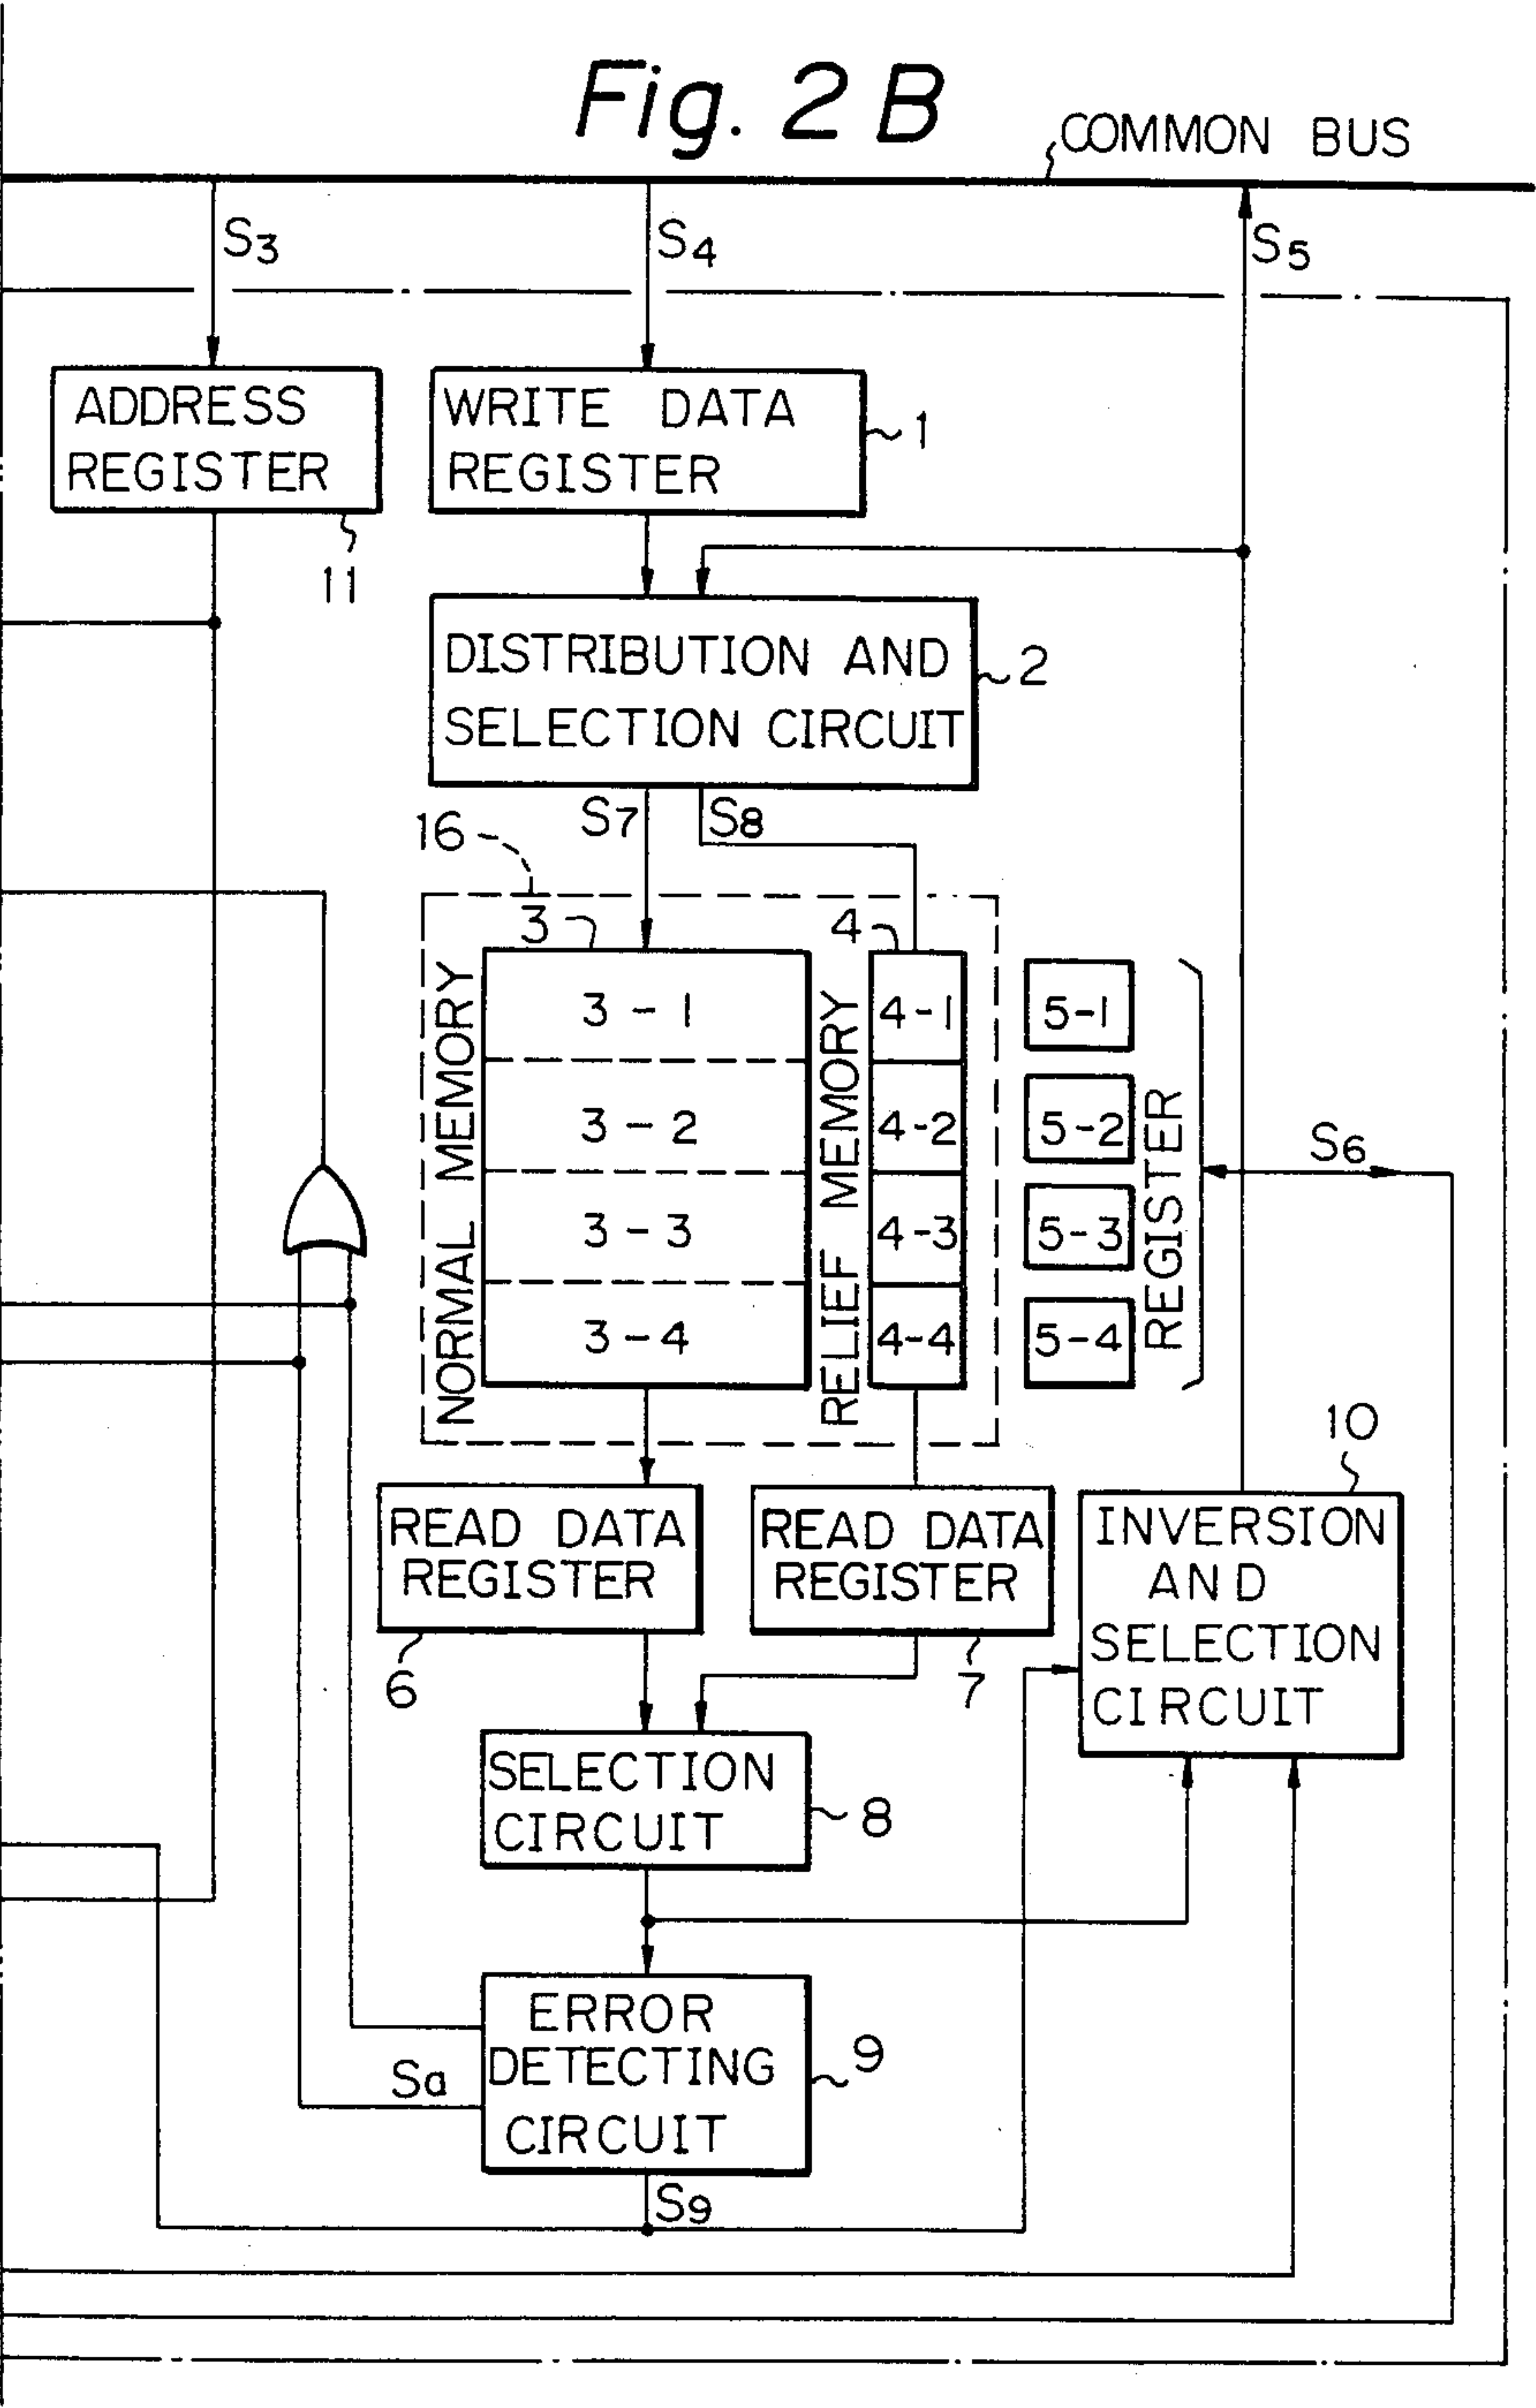 Fig. 2B
COMMON BUS
S3
S4
S5
ADDRESS
REGISTER
11
WRITE DATA
REGISTER
1
DISTRIBUTION AND
SELECTION CIRCUIT
2
S7
S8
16
3
4
NORMAL MEMORY
3-1
3-2
3-3
3-4
RELIEF MEMORY
4-1
4-2
4-3
4-4
5-1
5-2
5-3
5-4
REGISTER
S6
READ DATA
REGISTER
6
READ DATA
REGISTER
7
10
INVERSION
AND
SELECTION
CIRCUIT
SELECTION
CIRCUIT
8
ERROR
DETECTING
CIRCUIT
9
Sa
S9